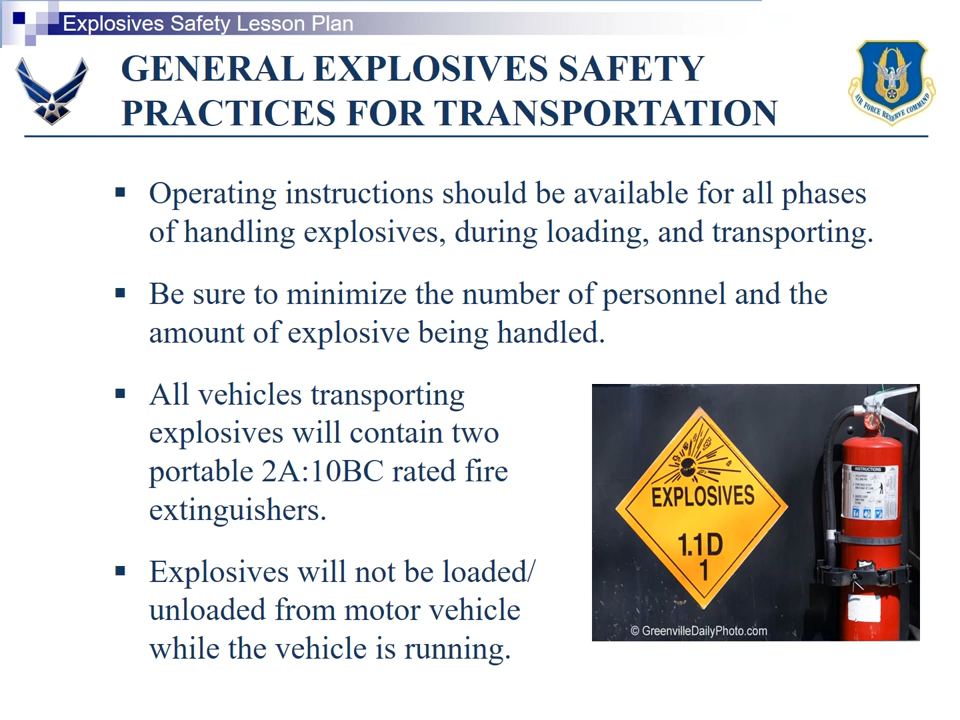 Explosives Safety Lesson Plan
GENERAL EXPLOSIVES SAFETY
PRACTICES FOR TRANSPORTATION
AIR FORCE RESERVE COMMAND
▪ Operating instructions should be available for all phases
of handling explosives, during loading, and transporting.
▪ Be sure to minimize the number of personnel and the
amount of explosive being handled.
▪ All vehicles transporting
explosives will contain two
portable 2A:10BC rated fire
extinguishers.
▪ Explosives will not be loaded/
unloaded from motor vehicle
while the vehicle is running.
EXPLOSIVES
1.1D
1
INSTRUCTIONS
© GreenvilleDailyPhoto.com